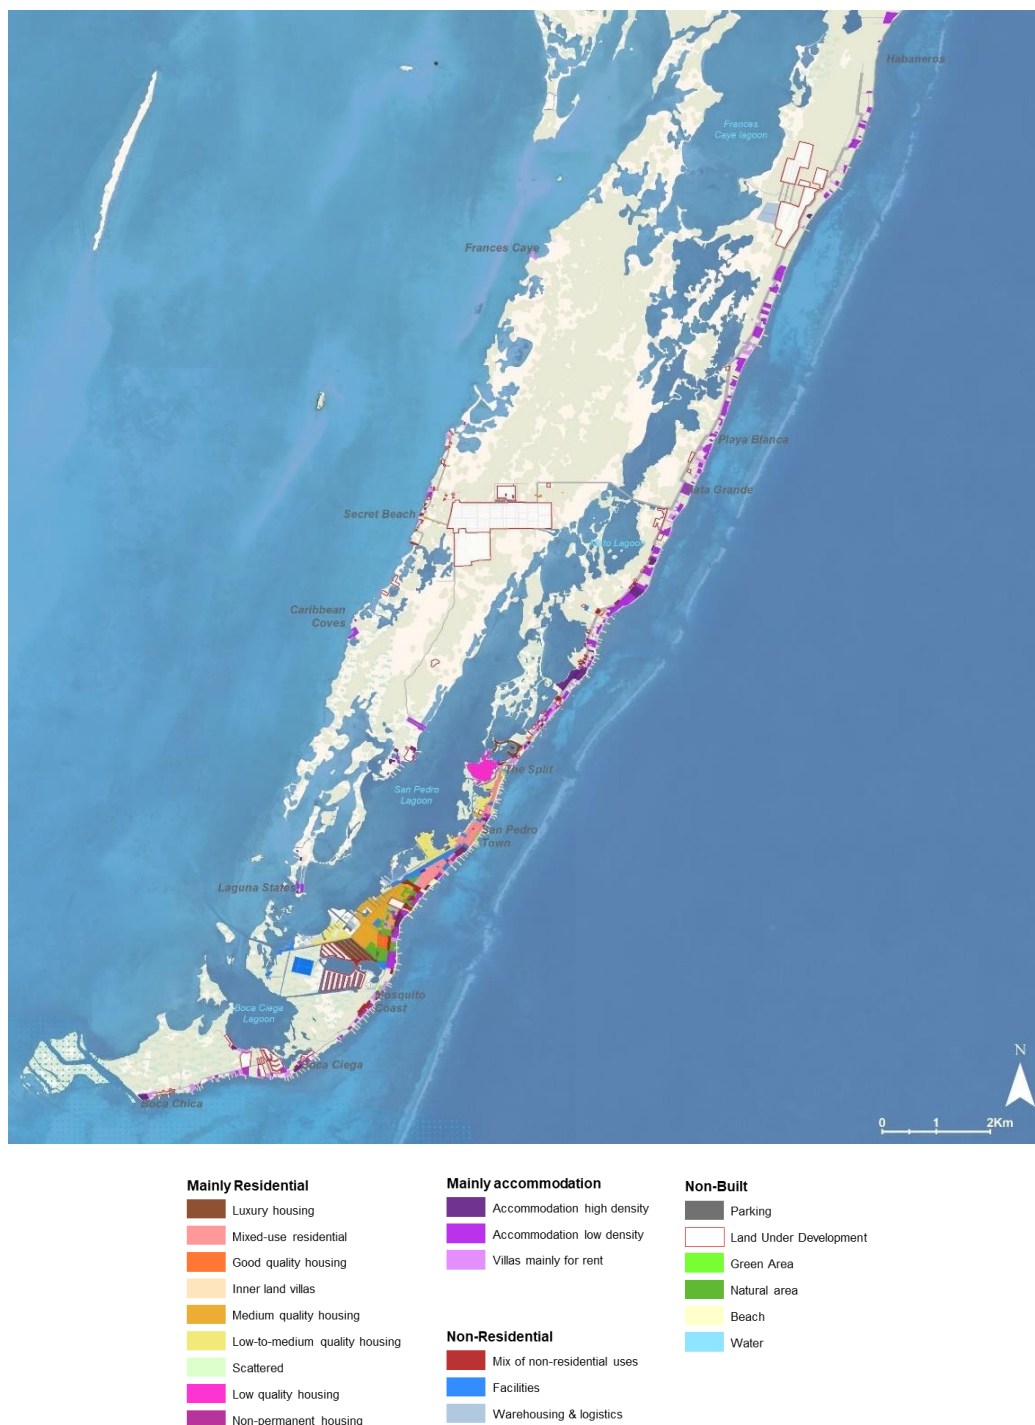 Habaneros
Frances
Caye lagoon
Frances Caye
Playa Blanca
Mata Grande
Secret Beach
Lagoon
Caribbean
Coves
The Split
San Pedro
Lagoon
San Pedro
Town
Laguna States
Mosquito
Coast
Boca Ciega
Lagoon
Boca Ciega
Boca Chica
N
0 1 2Km
Mainly Residential
Luxury housing
Mixed-use residential
Good quality housing
Inner land villas
Medium quality housing
Low-to-medium quality housing
Scattered
Low quality housing
Non-permanent housing
Mainly accommodation
Accommodation high density
Accommodation low density
Villas mainly for rent
Non-Residential
Mix of non-residential uses
Facilities
Warehousing & logistics
Non-Built
Parking
Land Under Development
Green Area
Natural area
Beach
Water